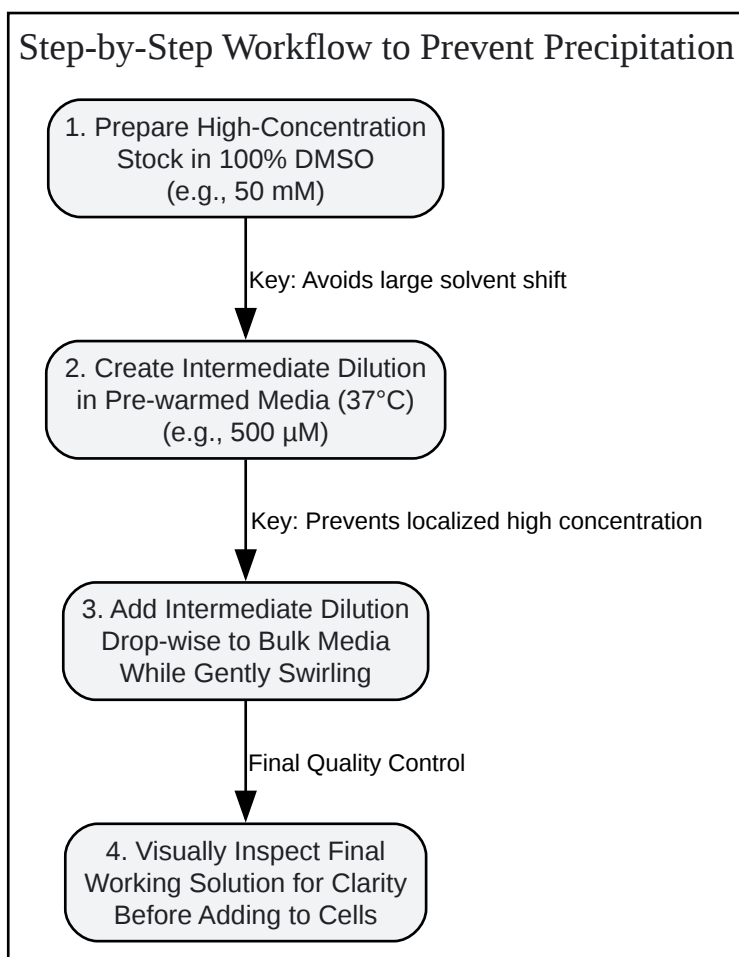 Step-by-Step Workflow to Prevent Precipitation
1. Prepare High-Concentration
Stock in 100% DMSO
(e.g., 50 mM)
Key: Avoids large solvent shift
2. Create Intermediate Dilution
in Pre-warmed Media (37°C)
(e.g., 500 µM)
Key: Prevents localized high concentration
3. Add Intermediate Dilution
Drop-wise to Bulk Media
While Gently Swirling
Final Quality Control
4. Visually Inspect Final
Working Solution for Clarity
Before Adding to Cells